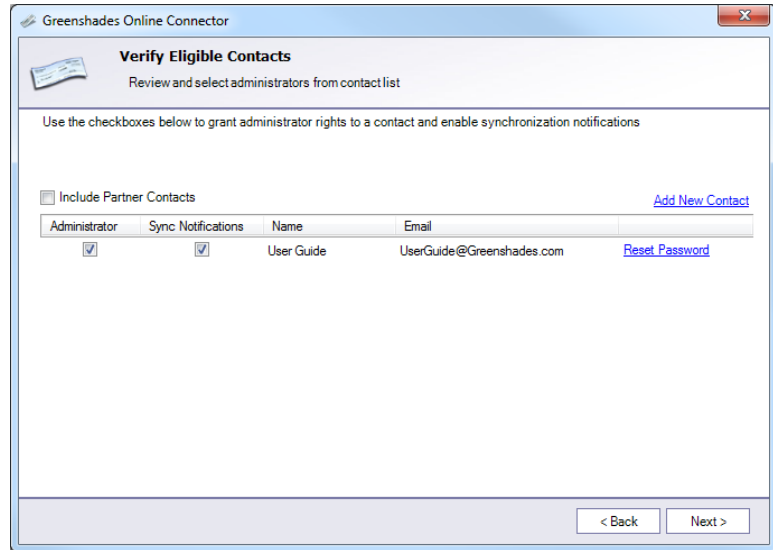 Greenshades Online Connector
Verify Eligible Contacts
Review and select administrators from contact list
Use the checkboxes below to grant administrator rights to a contact and enable synchronization notifications
Include Partner Contacts
Add New Contact
Administrator Sync Notifications Name Email
User Guide UserGuide@Greenshades.com Reset Password
< Back Next >